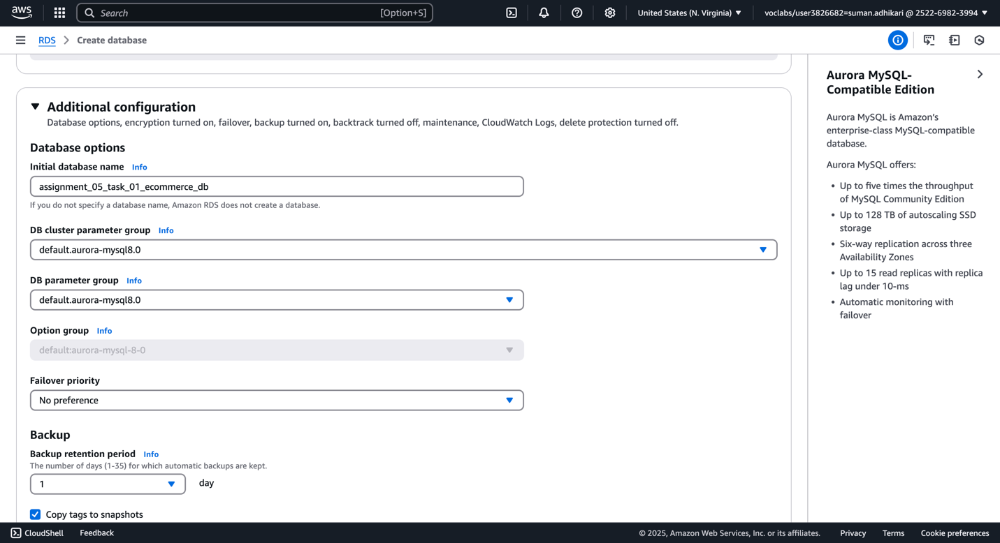 aws
Search
[Option+S]
United States (N. Virginia)
voclabs/user3826682=suman.adhikari @ 2522-6982-3994
RDS
Create database
Additional configuration
Database options, encryption turned on, failover, backup turned on, backtrack turned off, maintenance, CloudWatch Logs, delete protection turned off.
Database options
Initial database name Info
assignment_05_task_01_ecommerce_db
If you do not specify a database name, Amazon RDS does not create a database.
DB cluster parameter group Info
default.aurora-mysql8.0
DB parameter group Info
default.aurora-mysql8.0
Option group Info
default:aurora-mysql-8-0
Failover priority
No preference
Backup
Backup retention period Info
The number of days (1-35) for which automatic backups are kept.
1 day
Copy tags to snapshots
Aurora MySQL-
Compatible Edition
Aurora MySQL is Amazon's
enterprise-class MySQL-compatible
database.
Aurora MySQL offers:
• Up to five times the throughput
of MySQL Community Edition
• Up to 128 TB of autoscaling SSD
storage
• Six-way replication across three
Availability Zones
• Up to 15 read replicas with replica
lag under 10-ms
• Automatic monitoring with
failover
CloudShell
Feedback
© 2025, Amazon Web Services, Inc. or its affiliates.
Privacy
Terms
Cookie preferences